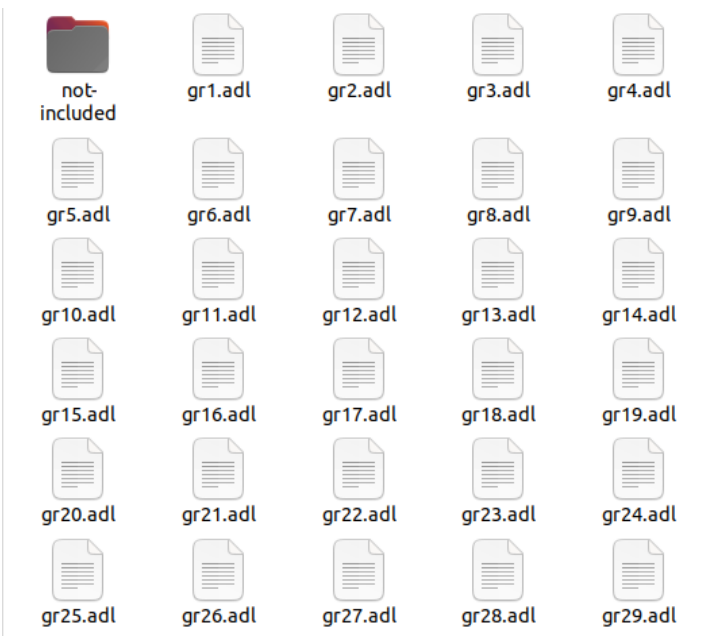 not-
included
gr1.adl
gr2.adl
gr3.adl
gr4.adl
gr5.adl
gr6.adl
gr7.adl
gr8.adl
gr9.adl
gr10.adl
gr11.adl
gr12.adl
gr13.adl
gr14.adl
gr15.adl
gr16.adl
gr17.adl
gr18.adl
gr19.adl
gr20.adl
gr21.adl
gr22.adl
gr23.adl
gr24.adl
gr25.adl
gr26.adl
gr27.adl
gr28.adl
gr29.adl